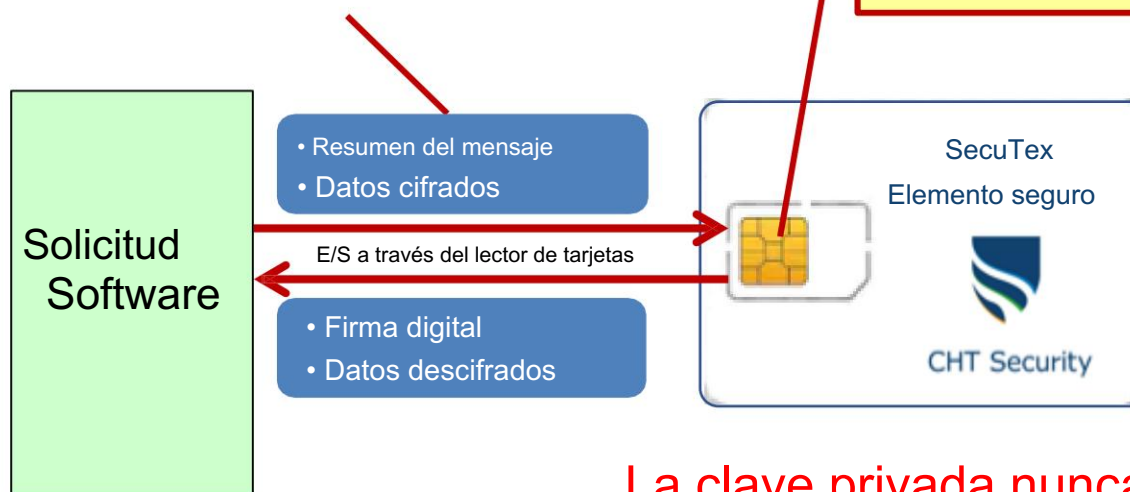 • Resumen del mensaje
• Datos cifrados
SecuTex
Elemento seguro
Solicitud
Software
E/S a través del lector de tarjetas
• Firma digital
• Datos descifrados
CHT Security
La clave privada nunca